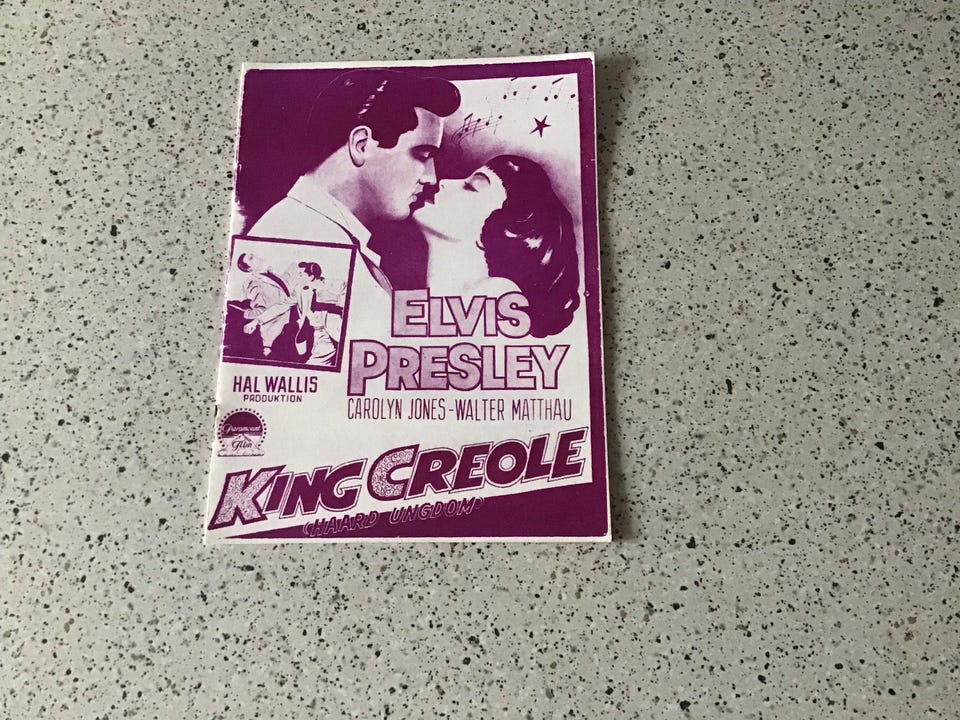 ELVIS
PRESLEY
HAL WALLIS
PRODUKTION
CAROLYN JONES-WALTER MATTHAU
Paramount
Film
KING CREOLE
(HAARD UNGDOM)